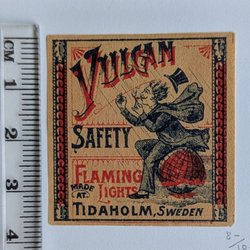 CM
1
2
3
4
VULCAN
SAFETY
FLAMING
MADE AT
LIGHTS
TIDAHOLM, SWEDEN